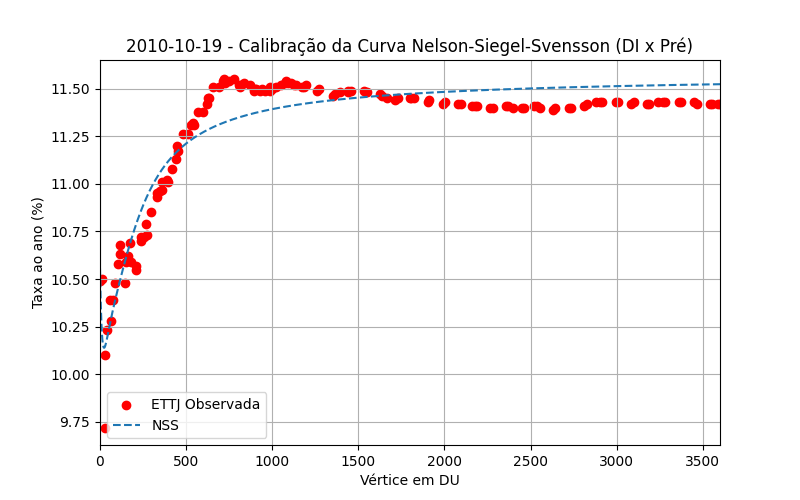 2010-10-19 - Calibração da Curva Nelson-Siegel-Svensson (DI x Pré)
Taxa ao ano (%)
11.50
11.25
11.00
10.75
10.50
10.25
10.00
9.75
ETTJ Observada
NSS
0 500 1000 1500 2000 2500 3000 3500
Vértice em DU